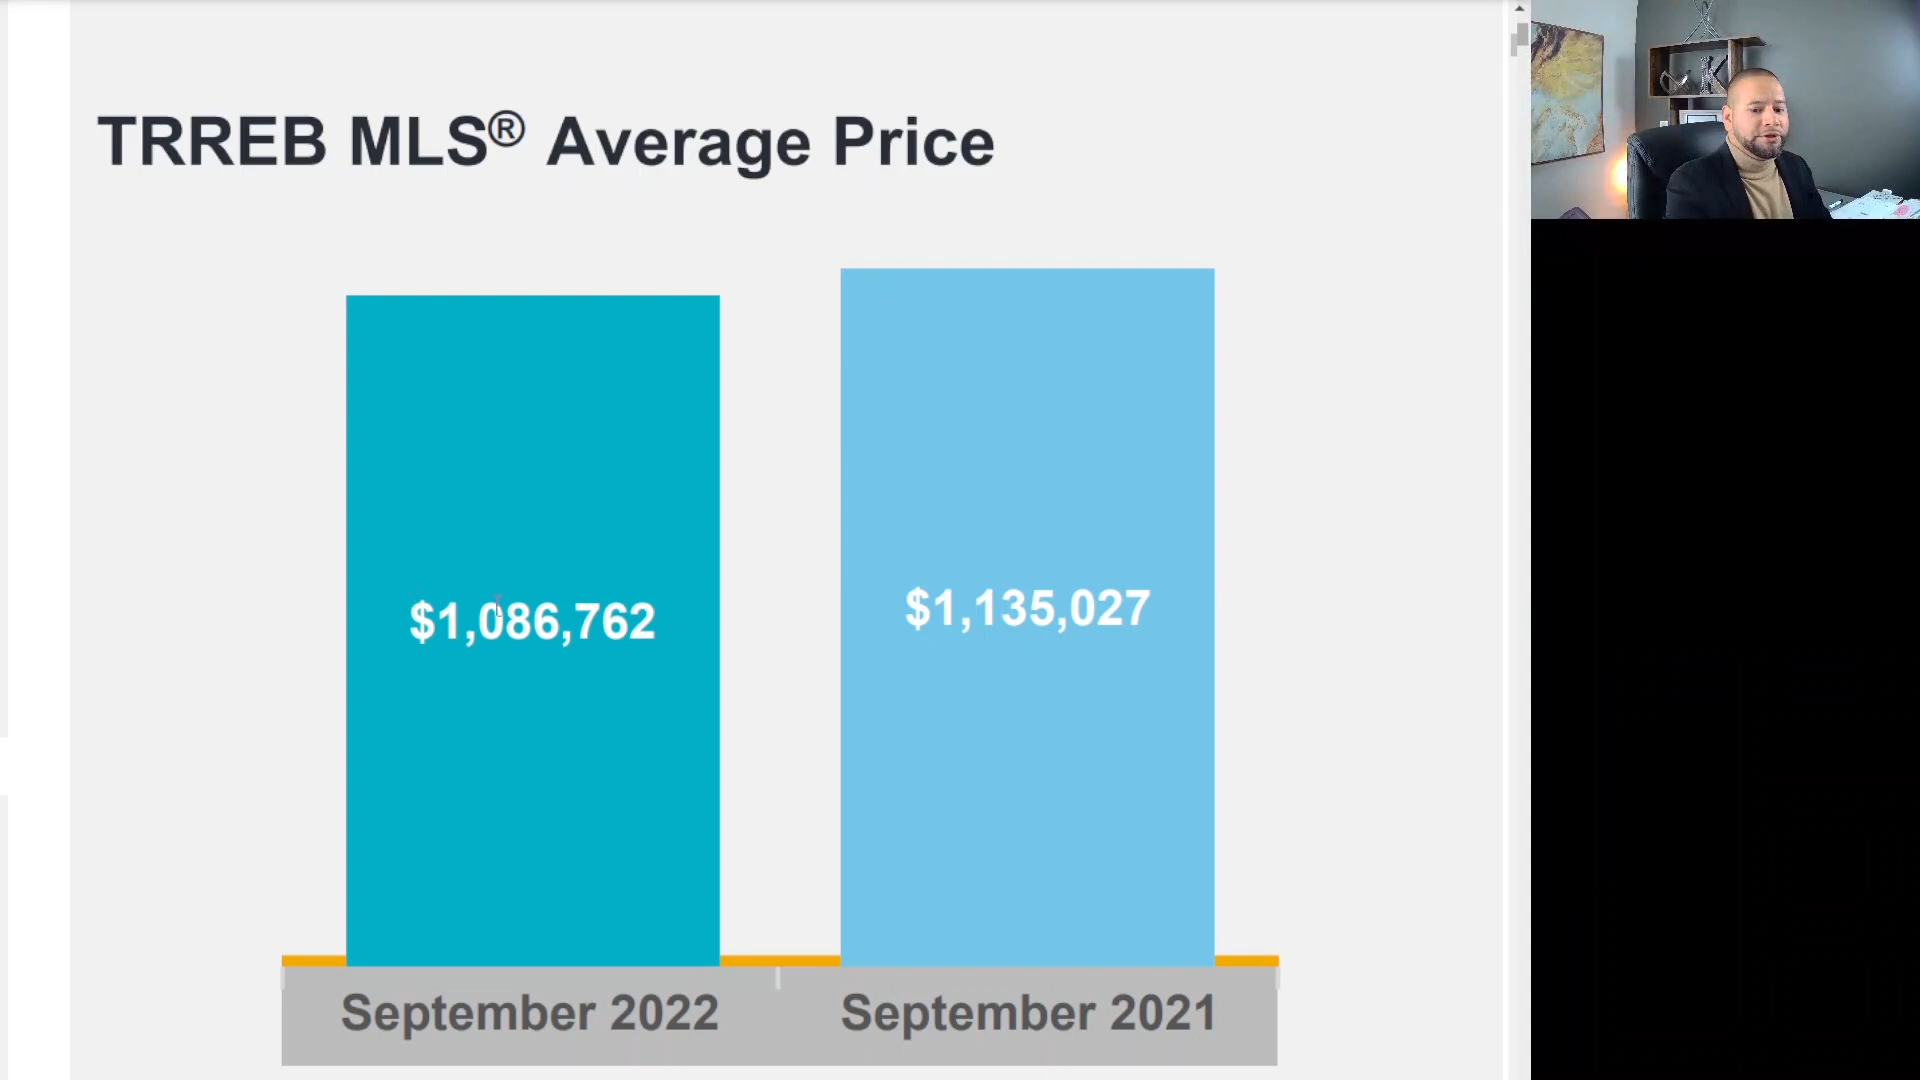 TRREB MLS® Average Price
$1,086,762
$1,135,027
September 2022
September 2021
K